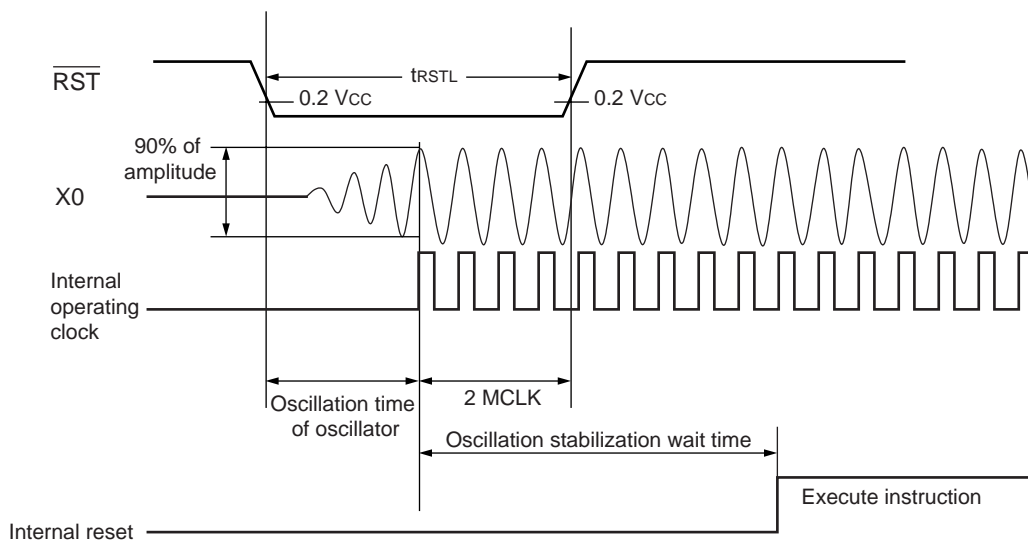 RST
tRSTL
0.2 VCC
0.2 VCC
90% of
amplitude
X0
Internal
operating
clock
Oscillation time
of oscillator
2 MCLK
Oscillation stabilization wait time
Execute instruction
Internal reset